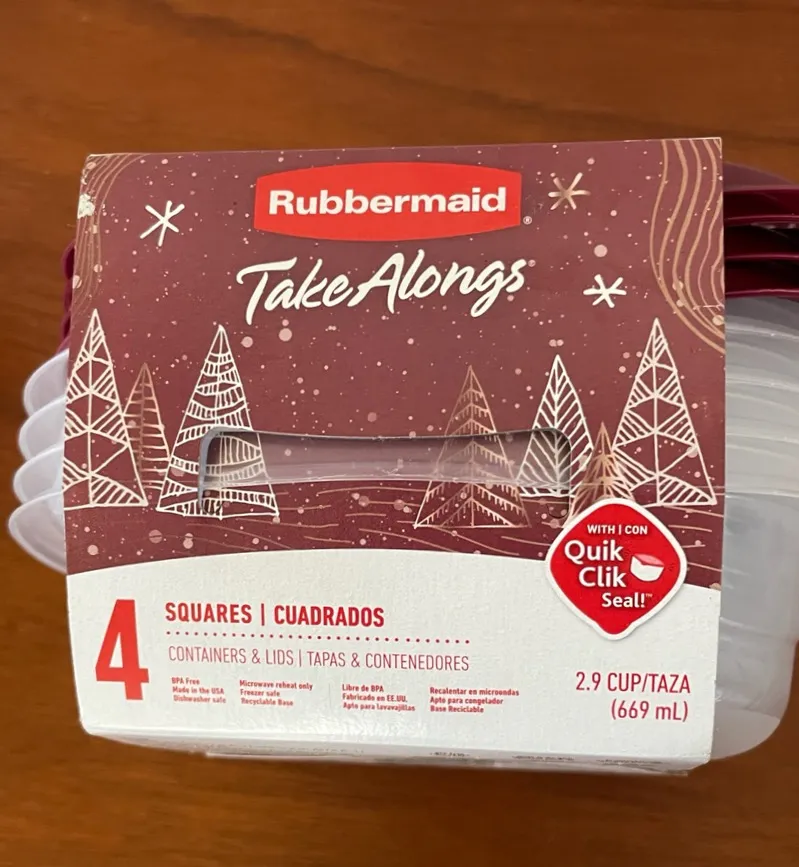 Rubbermaid®
TakeAlongs
WITH | CON
Quik
Clik
Seal!™
4
SQUARES | CUADRADOS
CONTAINERS & LIDS | TAPAS & CONTENEDORES
BPA Free
Made in the USA
Dishwasher safe
Microwave reheat only
Freezer safe
Recyclable Base
Libre de BPA
Fabricado en EE.UU.
Apto para lavavajillas
Recalentar en microondas
Apto para congelador
Base Reciclable
2.9 CUP/TAZA
(669 mL)